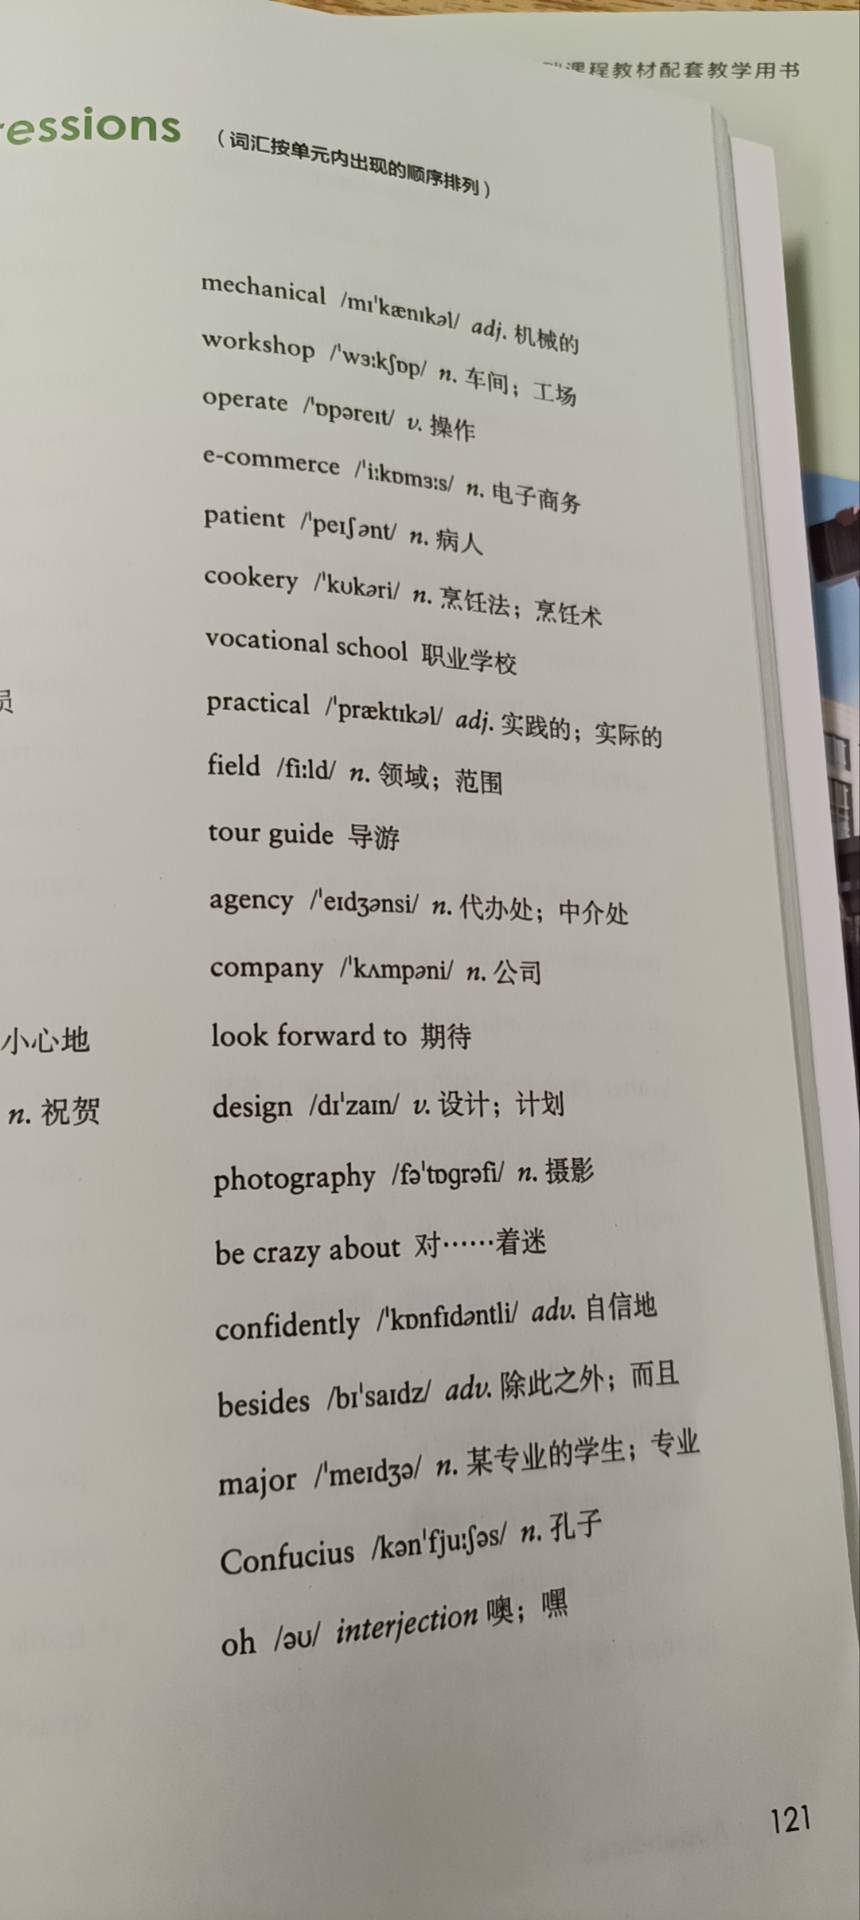 课程教材配套教学用书
essions （词汇按单元内出现的顺序排列）
mechanical /mɪˈkænɪkəl/ adj. 机械的
workshop /ˈwɜːkʃɒp/ n. 车间；工场
operate /ˈɒpəreɪt/ v. 操作
e-commerce /ˈiːkɒmɜːs/ n. 电子商务
patient /ˈpeɪʃənt/ n. 病人
cookery /ˈkʊkəri/ n. 烹饪法；烹饪术
vocational school 职业学校
员
practical /ˈpræktɪkəl/ adj. 实践的；实际的
field /fiːld/ n. 领域；范围
tour guide 导游
agency /ˈeɪdʒənsi/ n. 代办处；中介处
company /ˈkʌmpəni/ n. 公司
小心地
look forward to 期待
n. 祝贺
design /dɪˈzaɪn/ v. 设计；计划
photography /fəˈtɒɡrəfi/ n. 摄影
be crazy about 对……着迷
confidently /ˈkɒnfɪdəntli/ adv. 自信地
besides /bɪˈsaɪdz/ adv. 除此之外；而且
major /ˈmeɪdʒə/ n. 某专业的学生；专业
Confucius /kənˈfjuːʃəs/ n. 孔子
oh /əʊ/ interjection 噢；嘿
121